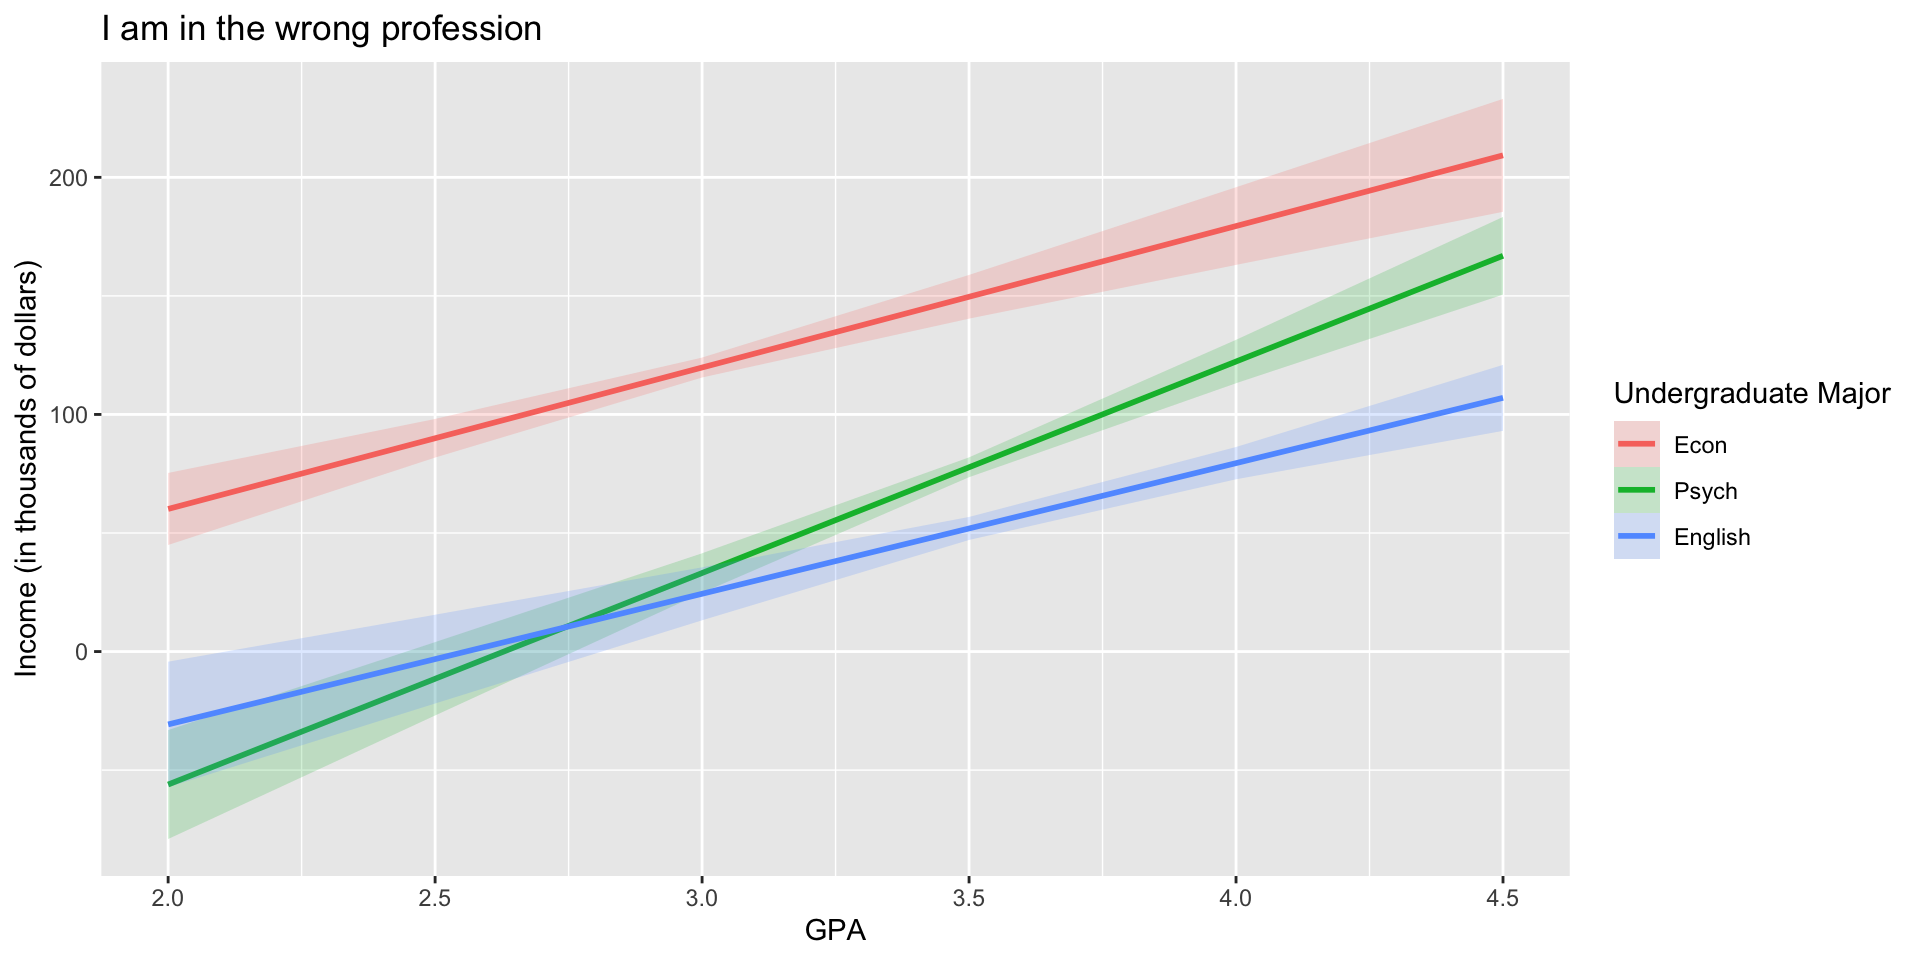 I am in the wrong profession
Income (in thousands of dollars)
200
100
0
2.0 2.5 3.0 3.5 4.0 4.5
GPA
Undergraduate Major
Econ
Psych
English